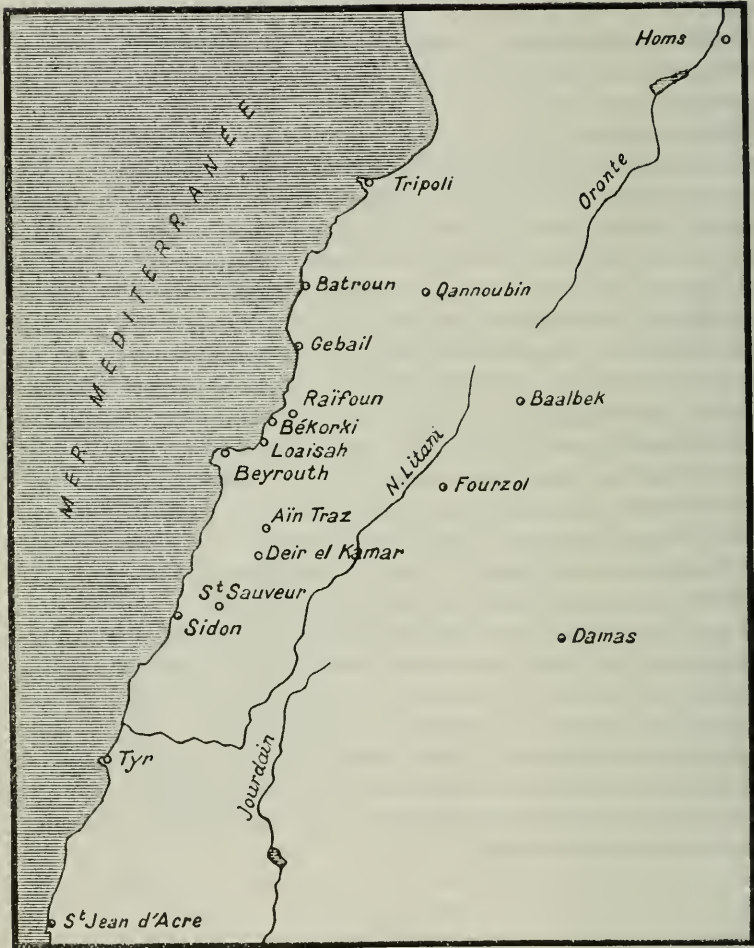 Homs
MER MEDITERRANÉE
Oronte
Tripoli
Batroun
Qannoubin
Gebail
Raïfoun
Baalbek
Békorki
Loaisah
Beyrouth
N. Litani
Fourzol
Aïn Traz
Deir el Kamar
St Sauveur
Sidon
Damas
Tyr
Jourdain
St Jean d'Acre